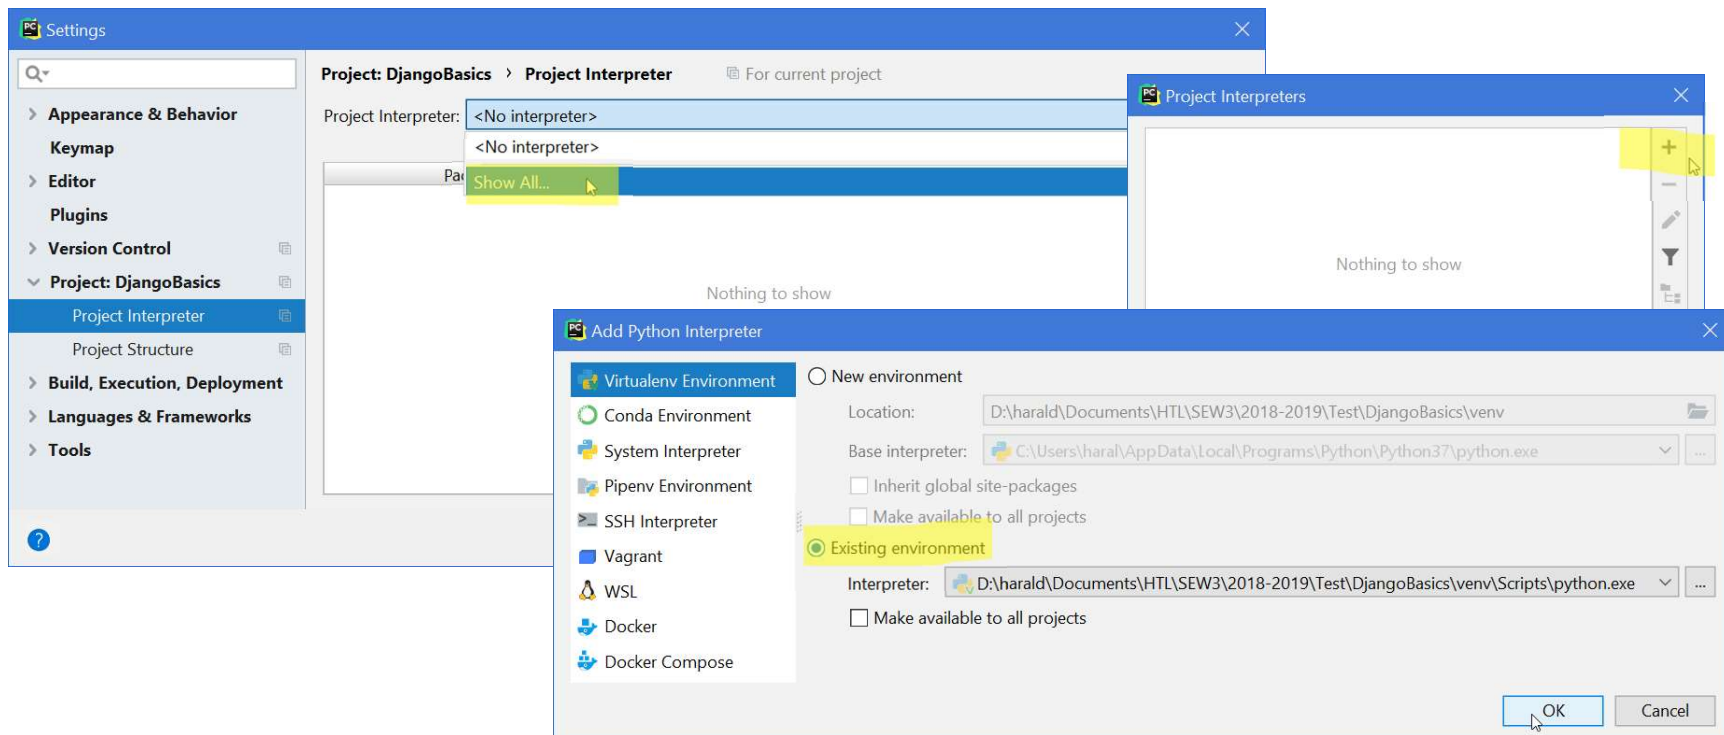 Settings
Project: DjangoBasics › Project Interpreter For current project
Appearance & Behavior
Keymap
Editor
Plugins
Version Control
Project: DjangoBasics
Project Interpreter
Project Structure
Build, Execution, Deployment
Languages & Frameworks
Tools
?
Project Interpreter: <No interpreter>
<No interpreter>
Show All...
Nothing to show
Project Interpreters
Nothing to show
Add Python Interpreter
Virtualenv Environment
Conda Environment
System Interpreter
Pipenv Environment
SSH Interpreter
Vagrant
WSL
Docker
Docker Compose
New environment
Location: D:\harald\Documents\HTL\SEW3\2018-2019\Test\DjangoBasics\venv
Base interpreter: C:\Users\haral\AppData\Local\Programs\Python\Python37\python.exe ...
Inherit global site-packages
Make available to all projects
Existing environment
Interpreter: D:\harald\Documents\HTL\SEW3\2018-2019\Test\DjangoBasics\venv\Scripts\python.exe ...
Make available to all projects
OK Cancel